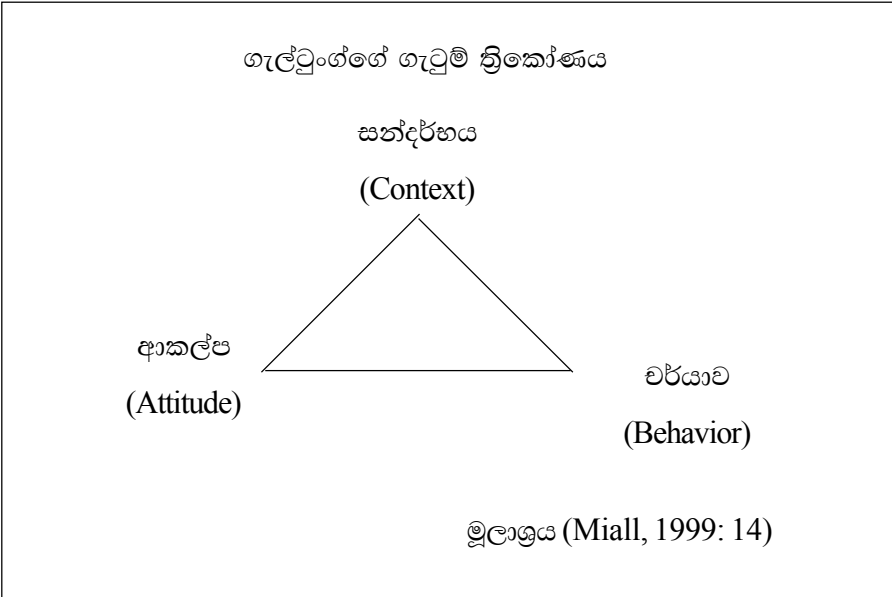 ගැල්ටුංග්ගේ ගැටුම් ත්‍රිකෝණය
සන්දර්භය
(Context)
ආකල්ප
(Attitude)
චර්යාව
(Behavior)
මූලාශ්‍රය (Miall, 1999: 14)